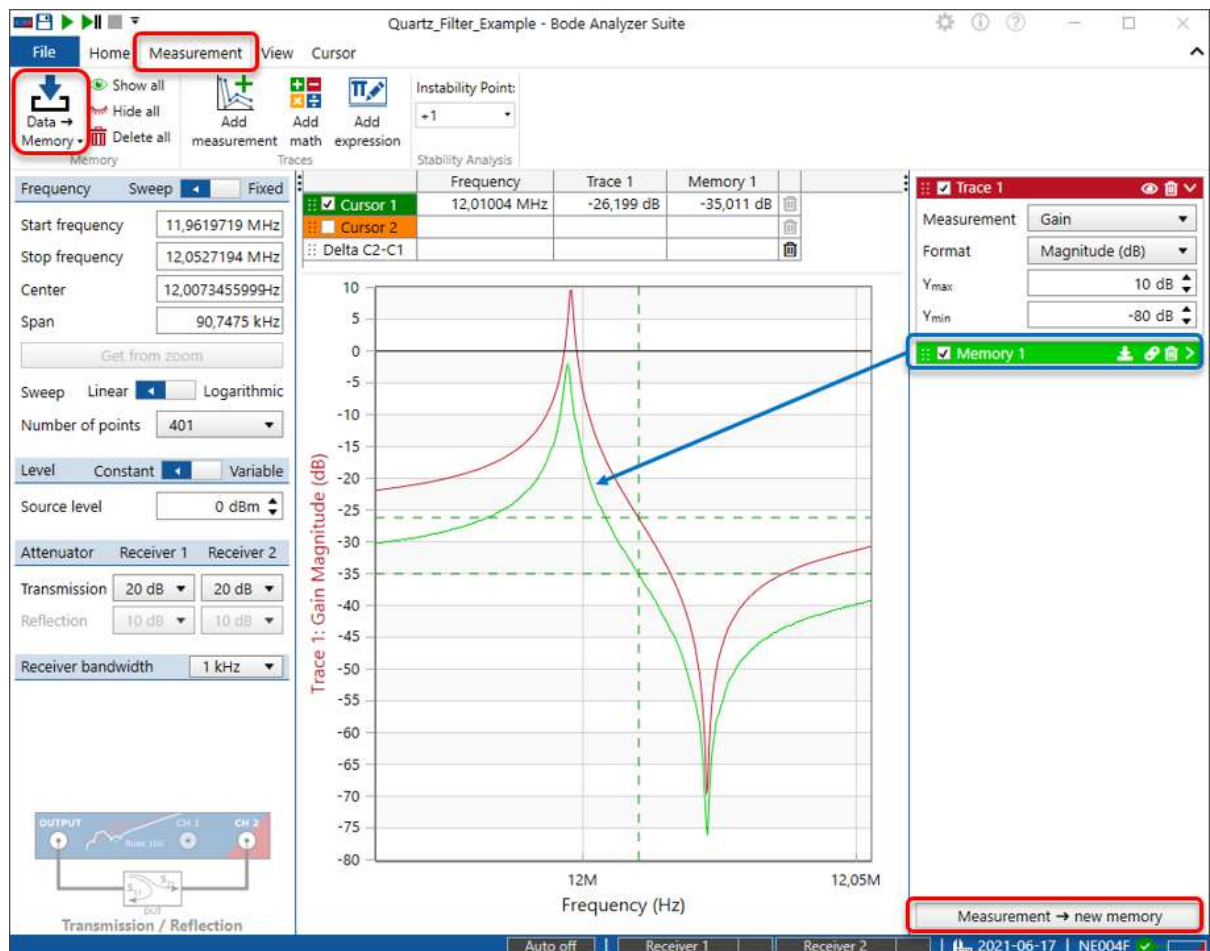 Quartz_Filter_Example - Bode Analyzer Suite
File Home Measurement View Cursor
Data → Memory
Show all
Hide all
Delete all
Memory
Add measurement
Add math
Add expression
Traces
Instability Point:
+1
Stability Analysis
Frequency Sweep Fixed
Start frequency 11,9619719 MHz
Stop frequency 12,0527194 MHz
Center 12,0073455999Hz
Span 90,7475 kHz
Get from zoom
Sweep Linear Logarithmic
Number of points 401
Level Constant Variable
Source level 0 dBm
Attenuator Receiver 1 Receiver 2
Transmission 20 dB 20 dB
Reflection 10 dB 10 dB
Receiver bandwidth 1 kHz
OUTPUT CH 1 CH 2
DUT
Transmission / Reflection
Frequency Trace 1 Memory 1
Cursor 1 12,01004 MHz -26,199 dB -35,011 dB
Cursor 2
Delta C2-C1
10
5
0
-5
-10
-15
-20
-25
-30
-35
-40
-45
-50
-55
-60
-65
-70
-75
-80
Trace 1: Gain Magnitude (dB)
12M 12,05M
Frequency (Hz)
Trace 1
Measurement Gain
Format Magnitude (dB)
Ymax 10 dB
Ymin -80 dB
Memory 1
Measurement → new memory
Auto off Receiver 1 Receiver 2 2021-06-17 NE004F